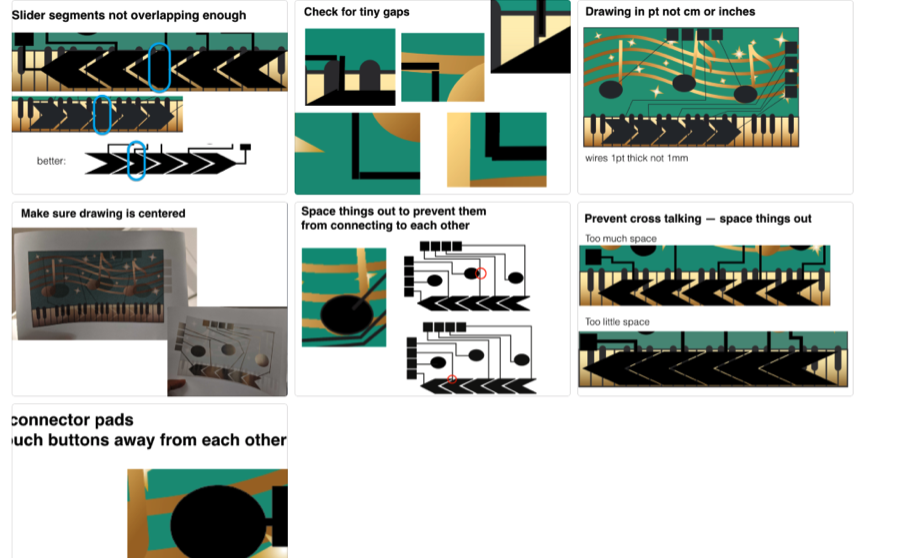 Slider segments not overlapping enough
better:
Check for tiny gaps
Drawing in pt not cm or inches
wires 1pt thick not 1mm
Make sure drawing is centered
Space things out to prevent them
from connecting to each other
Prevent cross talking — space things out
Too much space
Too little space
connector pads
buttons away from each other